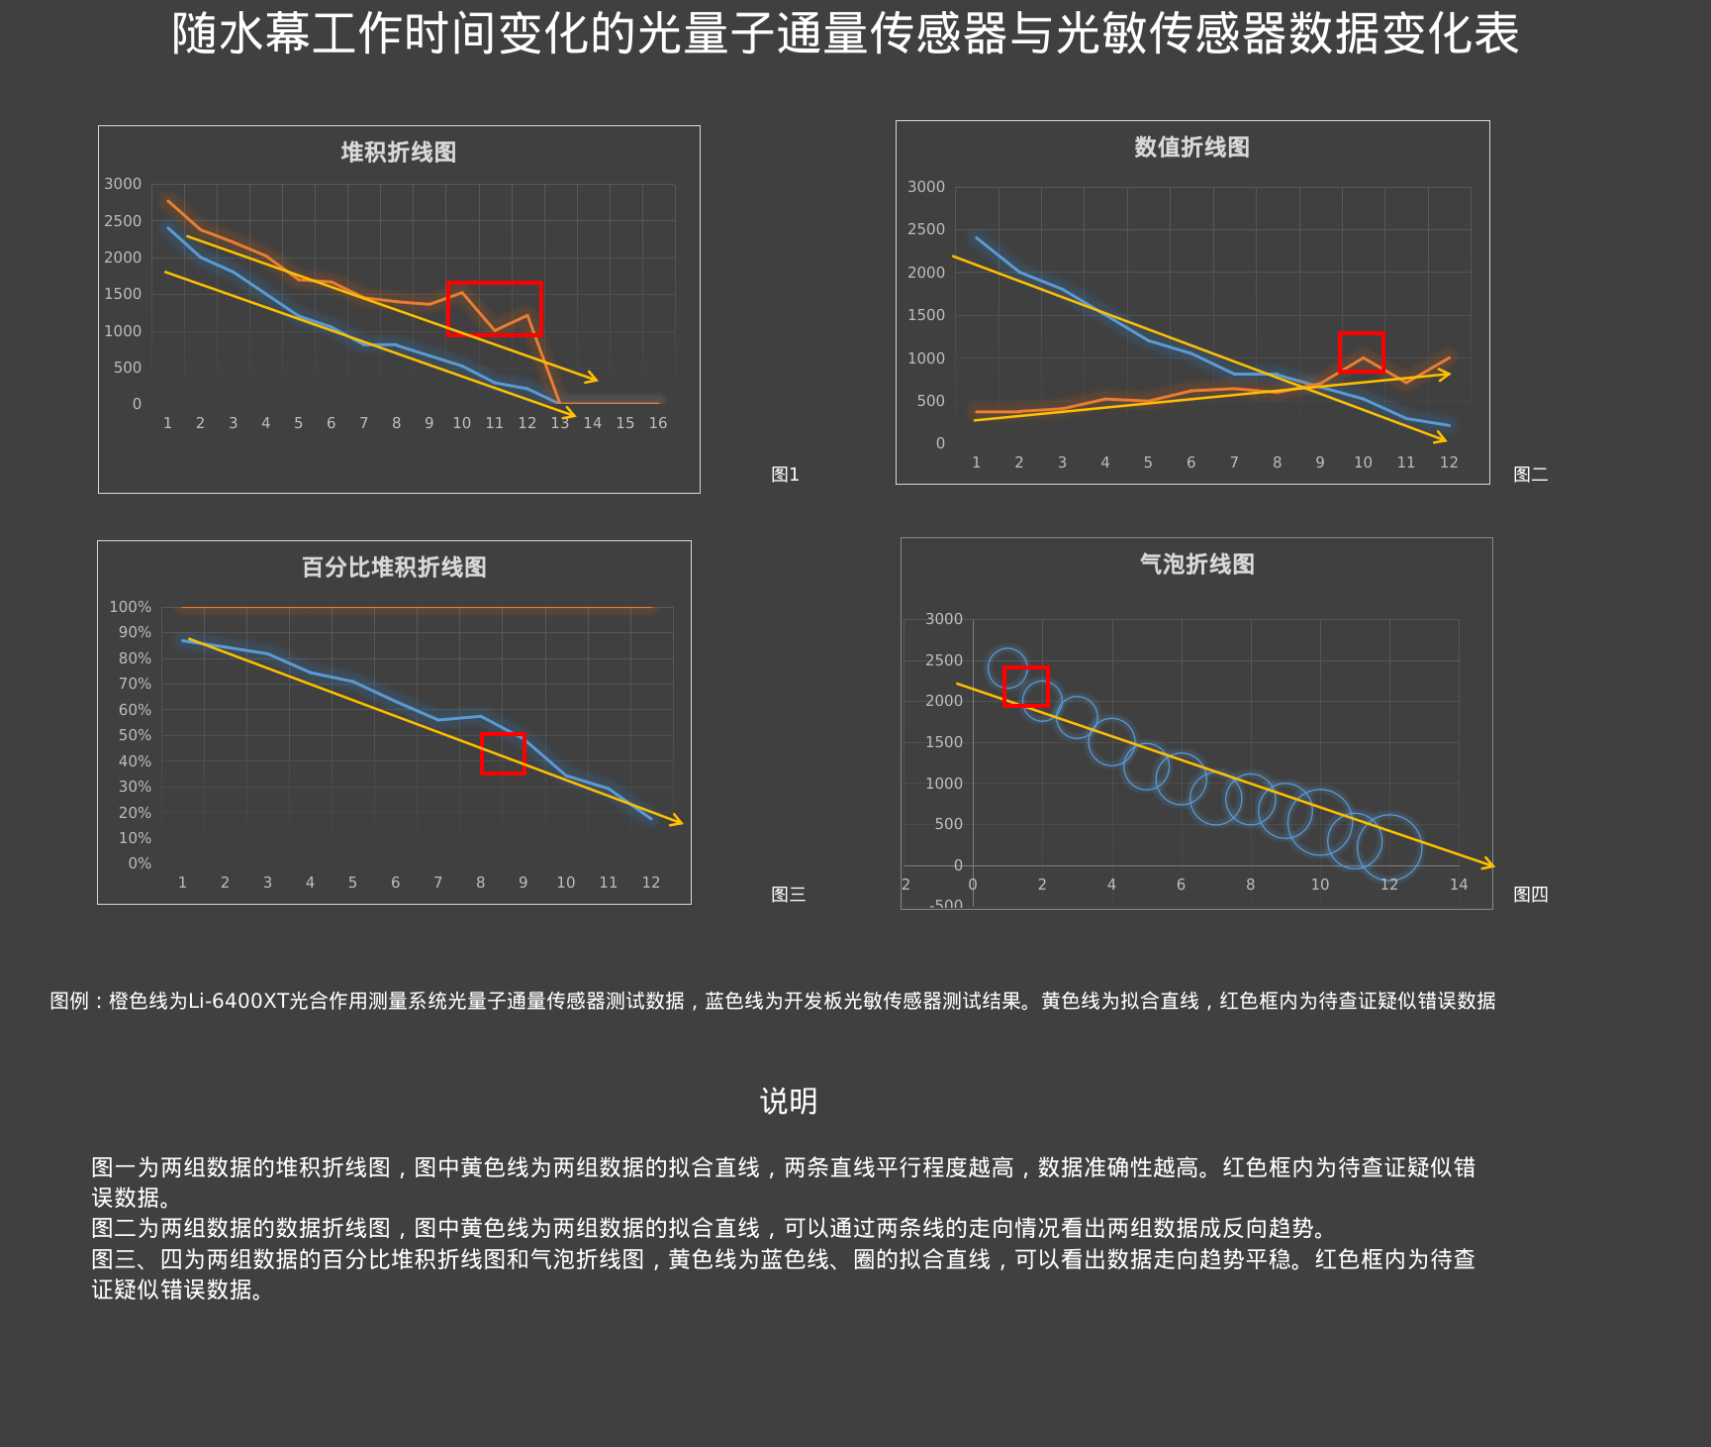 随水幕工作时间变化的光量子通量传感器与光敏传感器数据变化表
堆积折线图
3000
2500
2000
1500
1000
500
0
1 2 3 4 5 6 7 8 9 10 11 12 13 14 15 16
图1
数值折线图
3000
2500
2000
1500
1000
500
0
1 2 3 4 5 6 7 8 9 10 11 12
图二
百分比堆积折线图
100%
90%
80%
70%
60%
50%
40%
30%
20%
10%
0%
1 2 3 4 5 6 7 8 9 10 11 12
图三
气泡折线图
3000
2500
2000
1500
1000
500
0
2 0 2 4 6 8 10 12 14
-500
图四
图例：橙色线为Li-6400XT光合作用测量系统光量子通量传感器测试数据，蓝色线为开发板光敏传感器测试结果。黄色线为拟合直线，红色框内为待查证疑似错误数据
说明
图一为两组数据的堆积折线图，图中黄色线为两组数据的拟合直线，两条直线平行程度越高，数据准确性越高。红色框内为待查证疑似错
误数据。
图二为两组数据的数据折线图，图中黄色线为两组数据的拟合直线，可以通过两条线的走向情况看出两组数据成反向趋势。
图三、四为两组数据的百分比堆积折线图和气泡折线图，黄色线为蓝色线、圈的拟合直线，可以看出数据走向趋势平稳。红色框内为待查
证疑似错误数据。